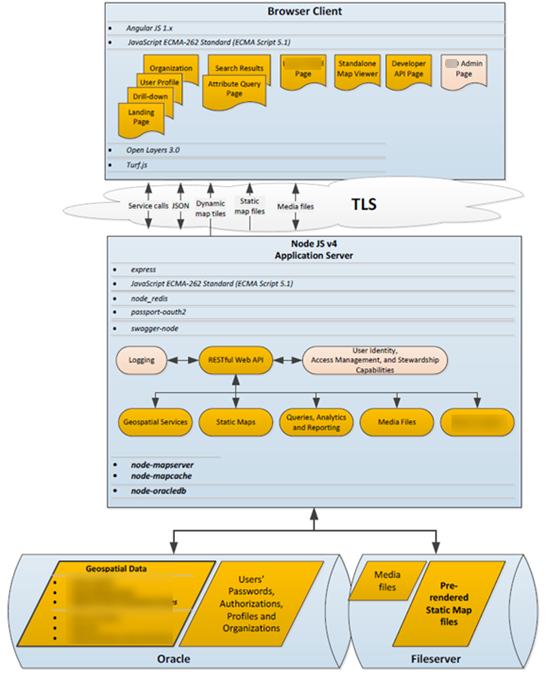 Browser Client
Angular JS 1.x
JavaScript ECMA-262 Standard (ECMA Script 5.1)
Organization
User Profile
Drill-down
Landing
Page
Search Results
Attribute Query
Page
Page
Standalone
Map Viewer
Developer
API Page
Admin
Page
Open Layers 3.0
Turf.js
Service calls
JSON
Dynamic
map tiles
Static
map files
Media files
TLS
Node JS v4
Application Server
express
JavaScript ECMA-262 Standard (ECMA Script 5.1)
node_redis
passport-oauth2
swagger-node
Logging
RESTful Web API
User Identity,
Access Management, and Stewardship
Capabilities
Geospatial Services
Static Maps
Queries, Analytics
and Reporting
Media Files
node-mapserver
node-mapcache
node-oracledb
Geospatial Data
Users'
Passwords,
Authorizations,
Profiles and
Organizations
Oracle
Media
files
Pre-
rendered
Static Map
files
Fileserver